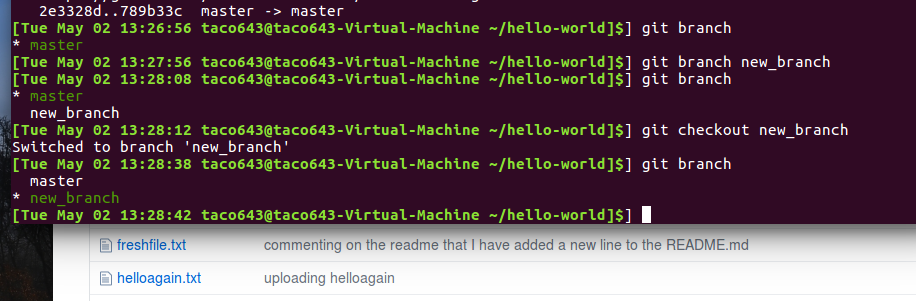 2e3328d..789b33c  master -> master
[Tue May 02 13:26:56 taco643@taco643-Virtual-Machine ~/hello-world]$] git branch
* master
[Tue May 02 13:27:56 taco643@taco643-Virtual-Machine ~/hello-world]$] git branch new_branch
[Tue May 02 13:28:08 taco643@taco643-Virtual-Machine ~/hello-world]$] git branch
* master
  new_branch
[Tue May 02 13:28:12 taco643@taco643-Virtual-Machine ~/hello-world]$] git checkout new_branch
Switched to branch 'new_branch'
[Tue May 02 13:28:38 taco643@taco643-Virtual-Machine ~/hello-world]$] git branch
  master
* new_branch
[Tue May 02 13:28:42 taco643@taco643-Virtual-Machine ~/hello-world]$]
freshfile.txt commenting on the readme that I have added a new line to the README.md
helloagain.txt uploading helloagain